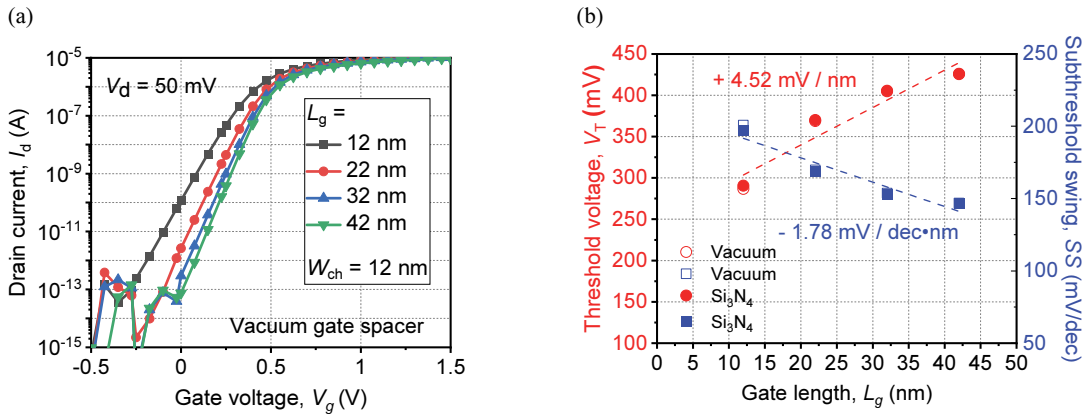 (a)
10⁻⁵
10⁻⁷
10⁻⁹
10⁻¹¹
10⁻¹³
10⁻¹⁵
Drain current, I_d (A)
V_d = 50 mV
L_g =
12 nm
22 nm
32 nm
42 nm
W_ch = 12 nm
Vacuum gate spacer
-0.5 0 0.5 1 1.5
Gate voltage, V_g (V)
(b)
450
400
350
300
250
200
150
100
Threshold voltage, V_T (mV)
+ 4.52 mV / nm
- 1.78 mV / dec•nm
Vacuum
Vacuum
Si₃N₄
Si₃N₄
0 5 10 15 20 25 30 35 40 45 50
Gate length, L_g (nm)
250
200
150
100
50
Subthreshold swing, SS (mV/dec)